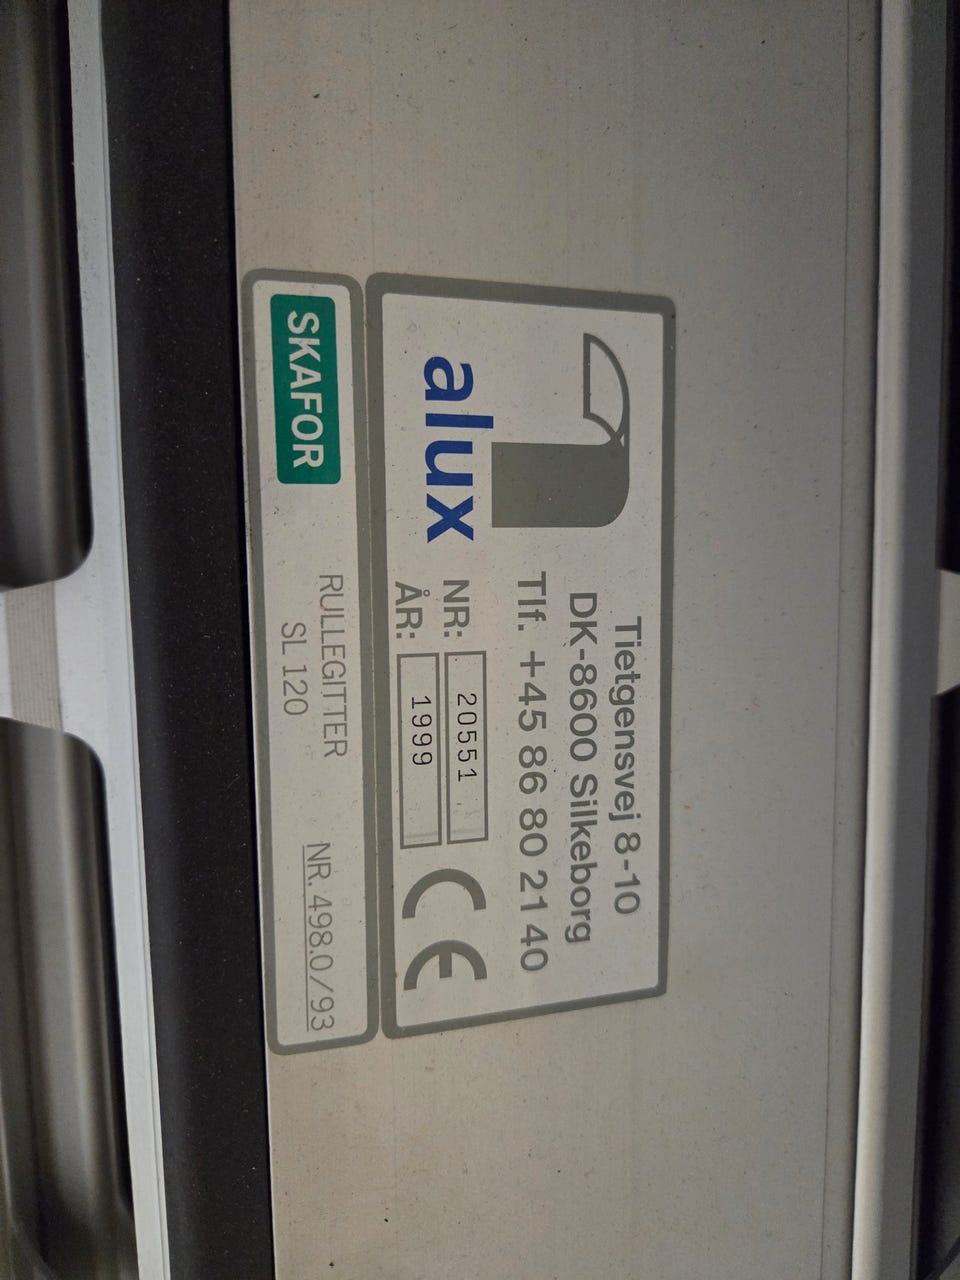 Tietgensvej 8-10
DK-8600 Silkeborg
Tlf. +45 86 80 21 40
alux
NR: 20551
ÅR: 1999
CE
SKAFOR
RULLEGITTER
SL 120
NR. 498.0/93